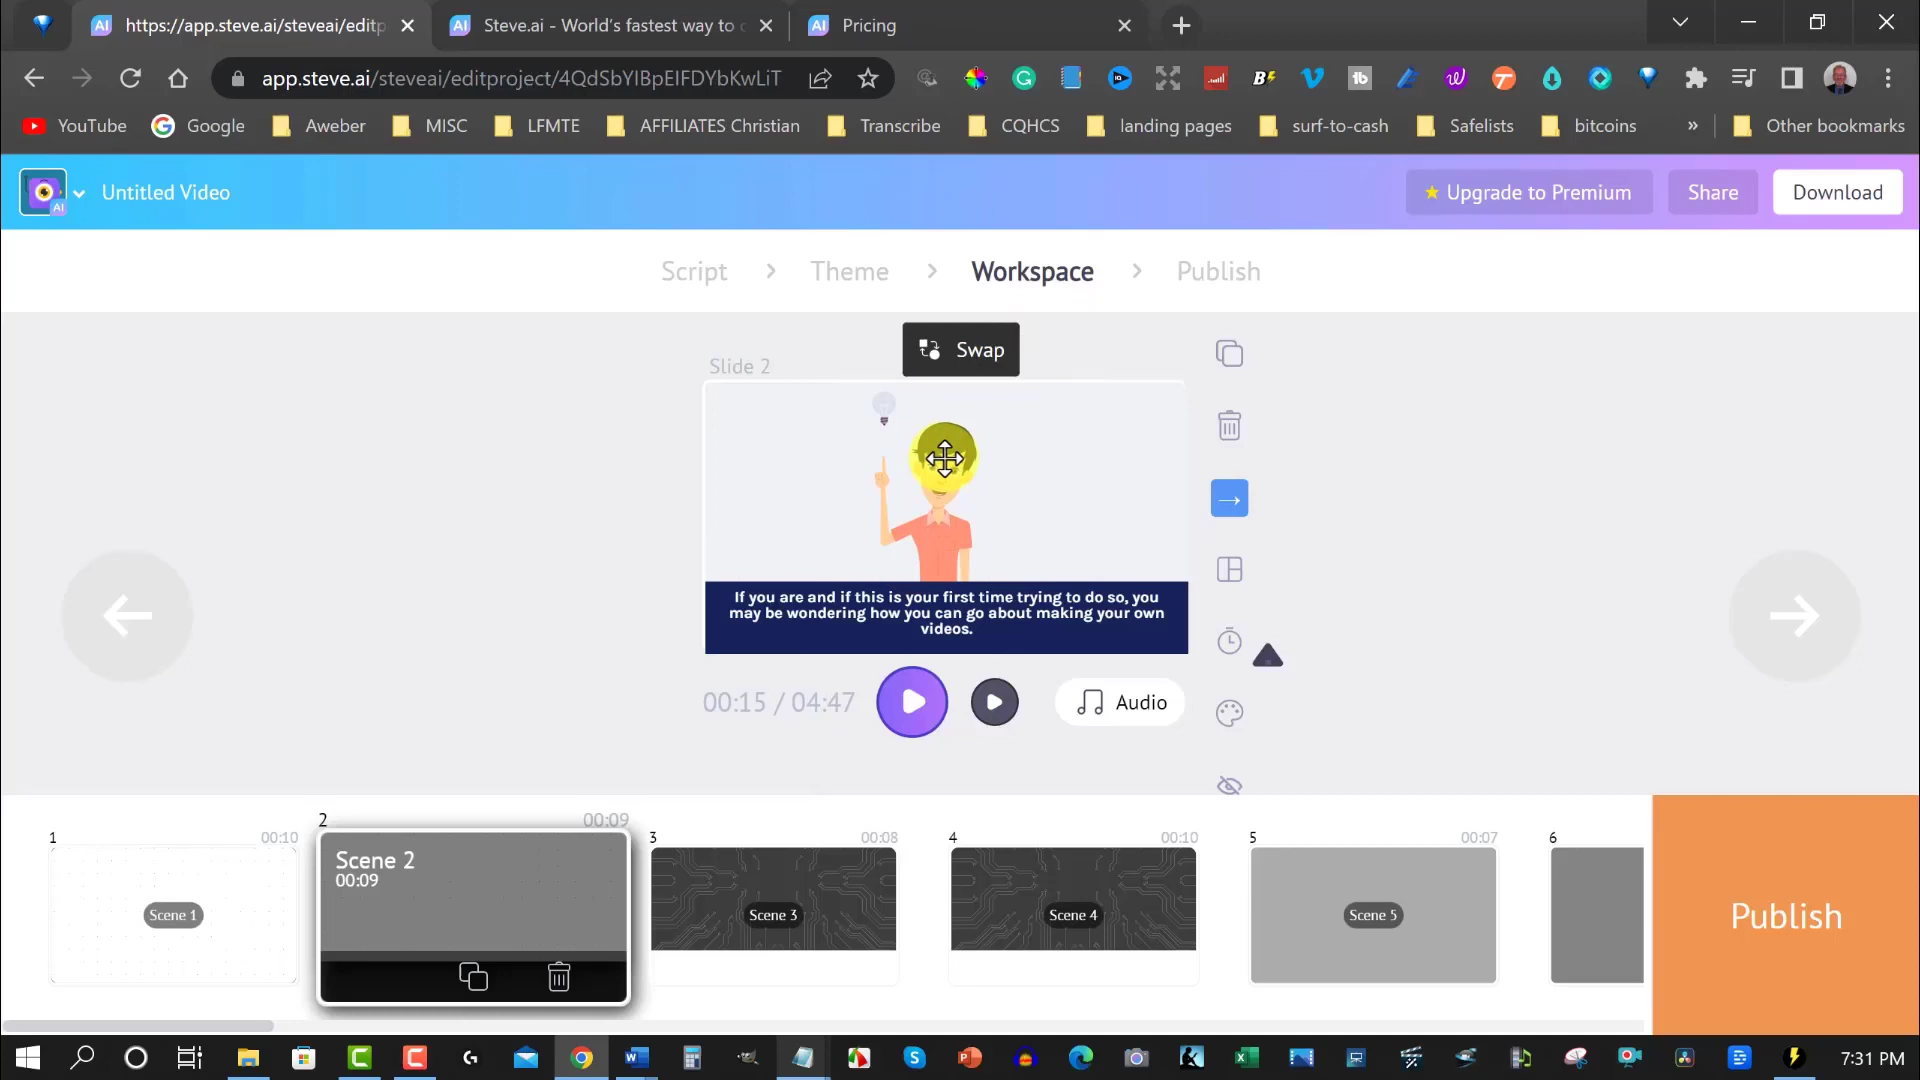 https://app.steve.ai/steveai/editp
Steve.ai - World's fastest way to
Pricing
app.steve.ai/steveai/editproject/4QdSbYIBpEIFDYbKwLiT
YouTube
Google
Aweber
MISC
LFMTE
AFFILIATES Christian
Transcribe
CQHCS
landing pages
surf-to-cash
Safelists
bitcoins
»
Other bookmarks
AI
Untitled Video
★ Upgrade to Premium
Share
Download
Script > Theme > Workspace > Publish
Swap
Slide 2
If you are and if this is your first time trying to do so, you
may be wondering how you can go about making your own
videos.
00:15 / 04:47
Audio
1
00:10
Scene 1
2
00:09
Scene 2
00:09
3
00:08
Scene 3
4
00:10
Scene 4
5
00:07
Scene 5
6
Publish
7:31 PM